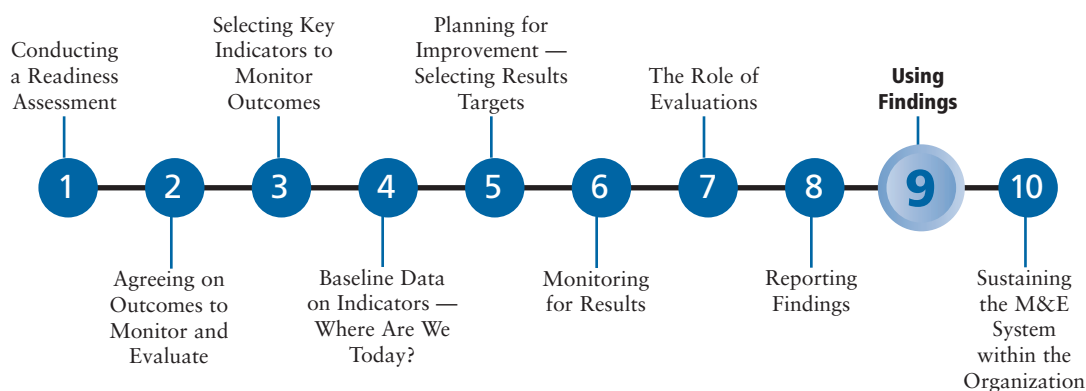 Conducting
a Readiness
Assessment
Selecting Key
Indicators to
Monitor
Outcomes
Planning for
Improvement —
Selecting Results
Targets
The Role of
Evaluations
Using
Findings
1
2
3
4
5
6
7
8
9
10
Agreeing on
Outcomes to
Monitor and
Evaluate
Baseline Data
on Indicators —
Where Are We
Today?
Monitoring
for Results
Reporting
Findings
Sustaining
the M&E
System
within the
Organization